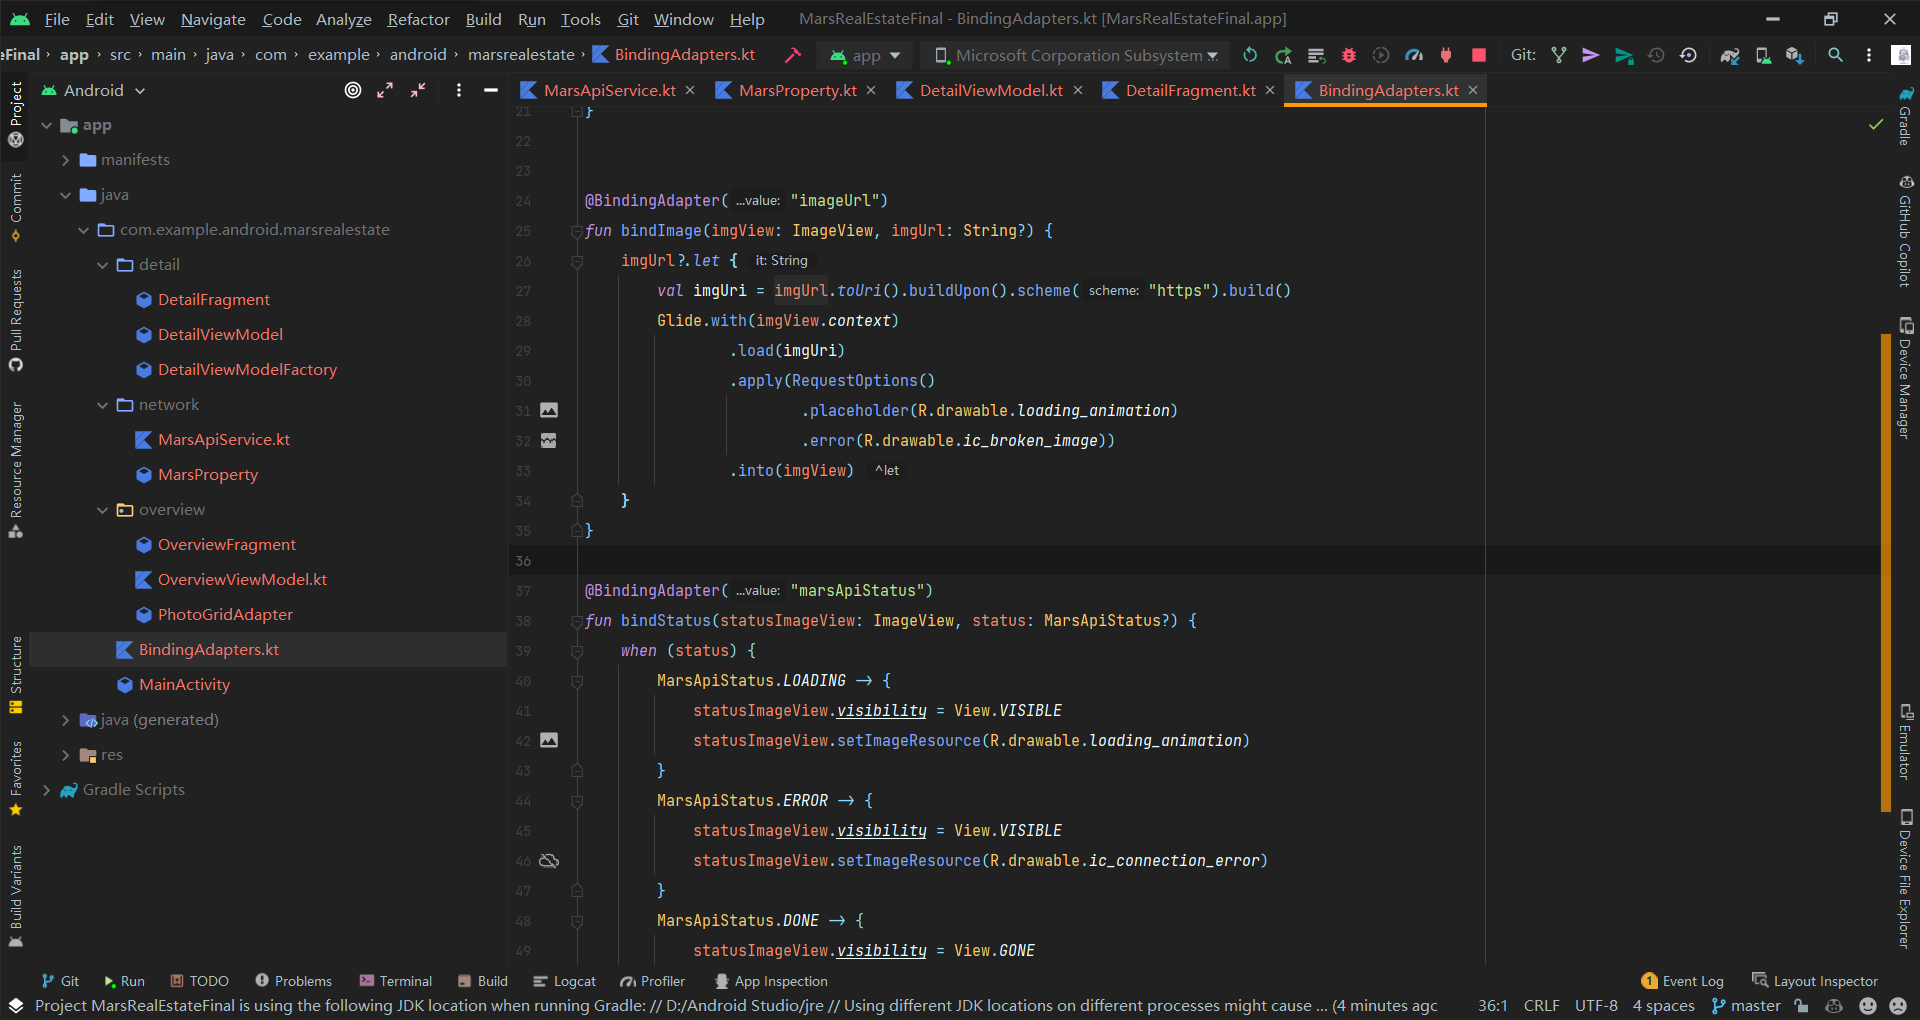 File Edit View Navigate Code Analyze Refactor Build Run Tools Git Window Help MarsRealEstateFinal - BindingAdapters.kt [MarsRealEstateFinal.app]
eFinal › app › src › main › java › com › example › android › marsrealestate › BindingAdapters.kt app Microsoft Corporation Subsystem Git:
Project
Commit
Pull Requests
Resource Manager
Structure
Favorites
Build Variants
Android
app
manifests
java
com.example.android.marsrealestate
detail
DetailFragment
DetailViewModel
DetailViewModelFactory
network
MarsApiService.kt
MarsProperty
overview
OverviewFragment
OverviewViewModel.kt
PhotoGridAdapter
BindingAdapters.kt
MainActivity
java (generated)
res
Gradle Scripts
MarsApiService.kt MarsProperty.kt DetailViewModel.kt DetailFragment.kt BindingAdapters.kt
21 }
22
23
24 @BindingAdapter( ...value: "imageUrl")
25 fun bindImage(imgView: ImageView, imgUrl: String?) {
26 imgUrl?.let { it: String
27 val imgUri = imgUrl.toUri().buildUpon().scheme( scheme: "https").build()
28 Glide.with(imgView.context)
29 .load(imgUri)
30 .apply(RequestOptions()
31 .placeholder(R.drawable.loading_animation)
32 .error(R.drawable.ic_broken_image))
33 .into(imgView) ^let
34 }
35 }
36
37 @BindingAdapter( ...value: "marsApiStatus")
38 fun bindStatus(statusImageView: ImageView, status: MarsApiStatus?) {
39 when (status) {
40 MarsApiStatus.LOADING -> {
41 statusImageView.visibility = View.VISIBLE
42 statusImageView.setImageResource(R.drawable.loading_animation)
43 }
44 MarsApiStatus.ERROR -> {
45 statusImageView.visibility = View.VISIBLE
46 statusImageView.setImageResource(R.drawable.ic_connection_error)
47 }
48 MarsApiStatus.DONE -> {
49 statusImageView.visibility = View.GONE
Gradle
GitHub Copilot
Device Manager
Emulator
Device File Explorer
Git Run TODO Problems Terminal Build Logcat Profiler App Inspection 1 Event Log Layout Inspector
Project MarsRealEstateFinal is using the following JDK location when running Gradle: // D:/Android Studio/jre // Using different JDK locations on different processes might cause ... (4 minutes agc 36:1 CRLF UTF-8 4 spaces master